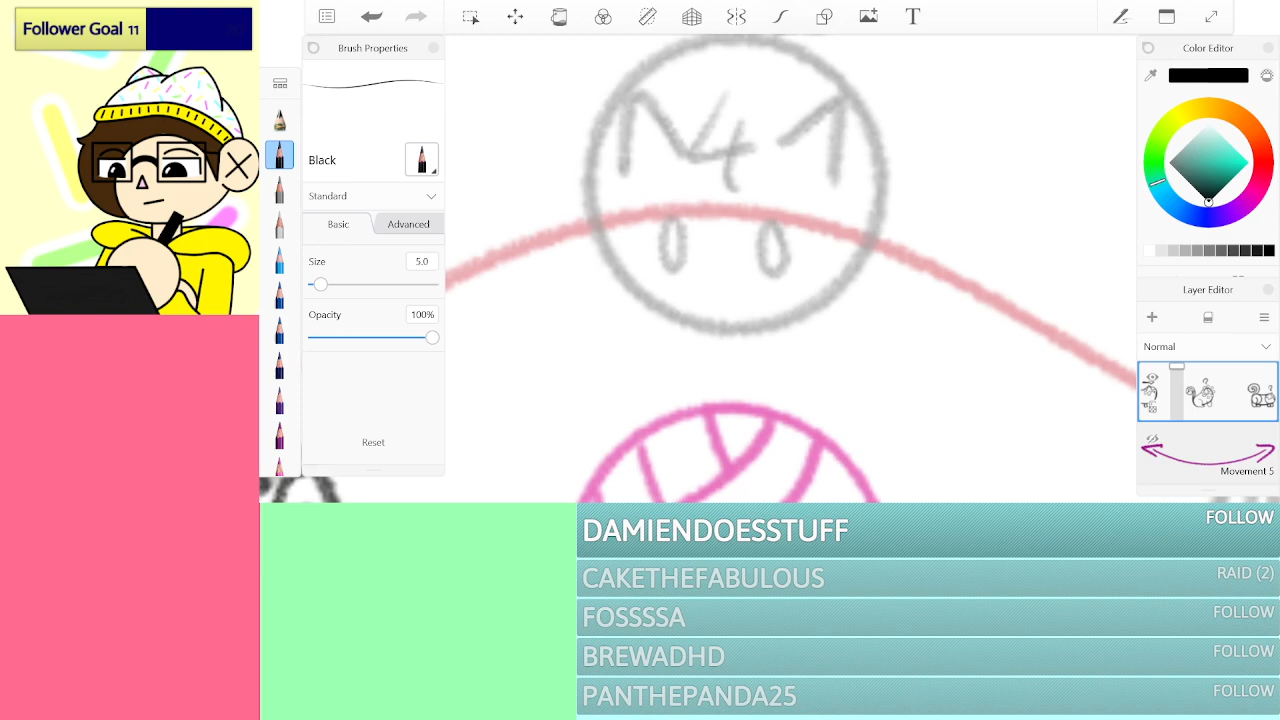 Follower Goal 11
Brush Properties
Black
Standard
Basic
Advanced
Size
5.0
Opacity
100%
Reset
T
Color Editor
Layer Editor
Normal
Movement 5
DAMIENDOESSTUFF FOLLOW
CAKETHEFABULOUS RAID (2)
FOSSSSA FOLLOW
BREWADHD FOLLOW
PANTHEPANDA25 FOLLOW